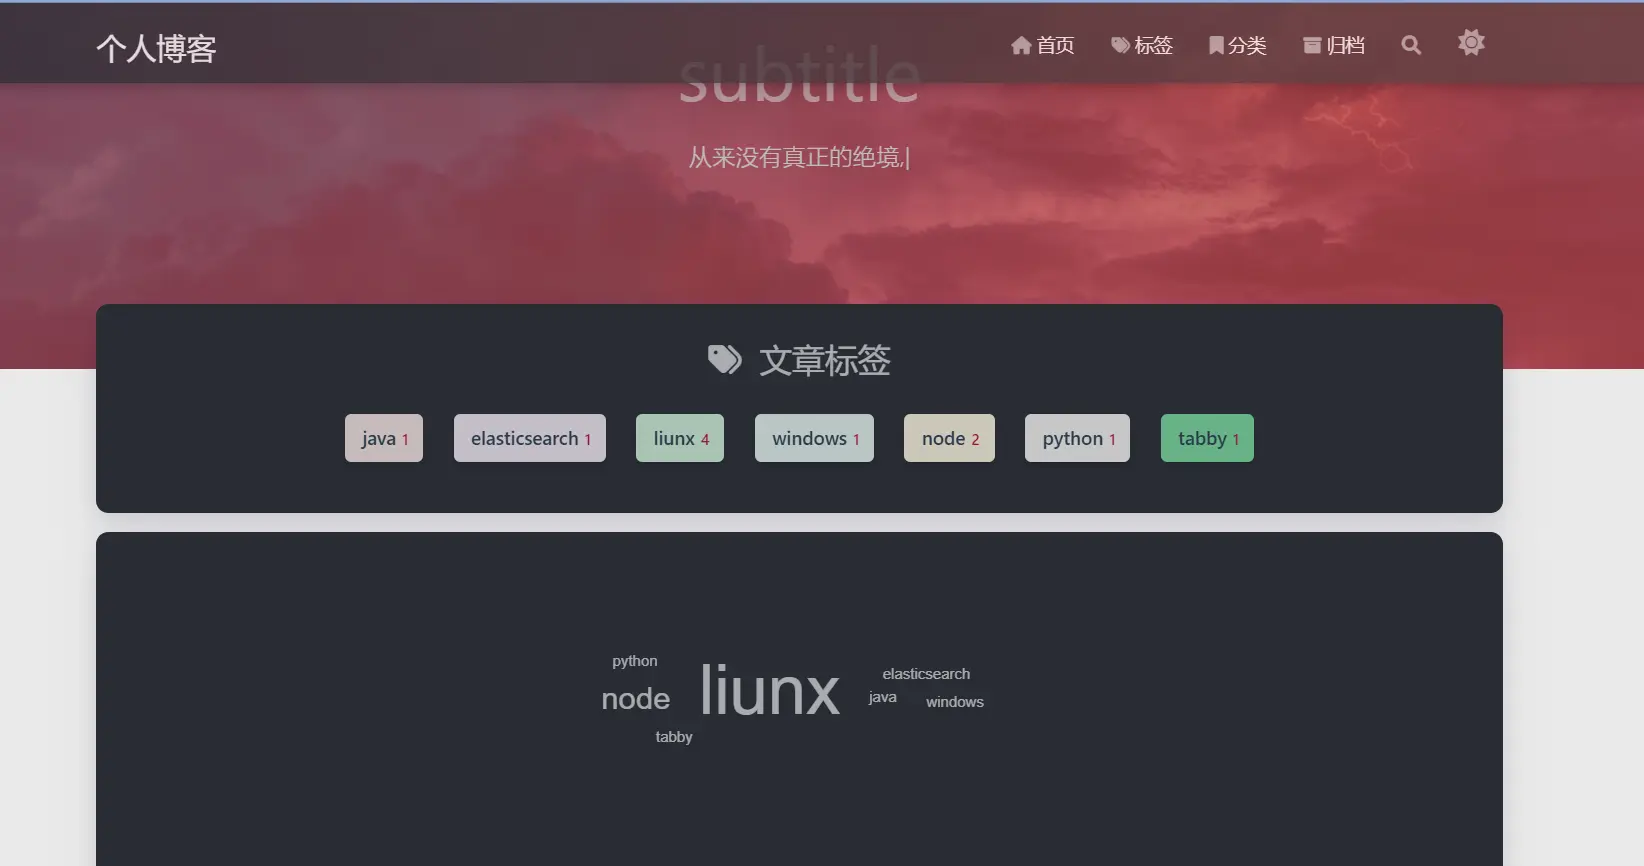 个人博客
首页 标签 分类 归档
subtitle
从来没有真正的绝境,|
文章标签
java 1 elasticsearch 1 liunx 4 windows 1 node 2 python 1 tabby 1
python
elasticsearch
node liunx java windows
tabby